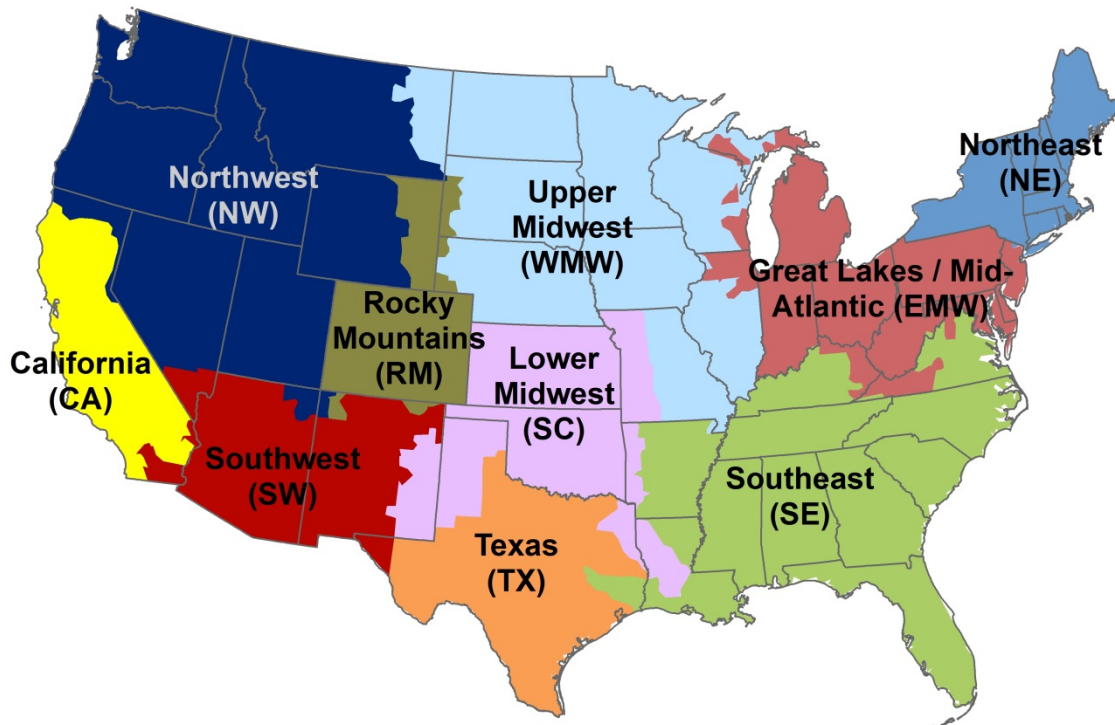 Northwest
(NW)
Upper
Midwest
(WMW)
Northeast
(NE)
Great Lakes / Mid-
Atlantic (EMW)
California
(CA)
Rocky
Mountains
(RM)
Lower
Midwest
(SC)
Southwest
(SW)
Southeast
(SE)
Texas
(TX)